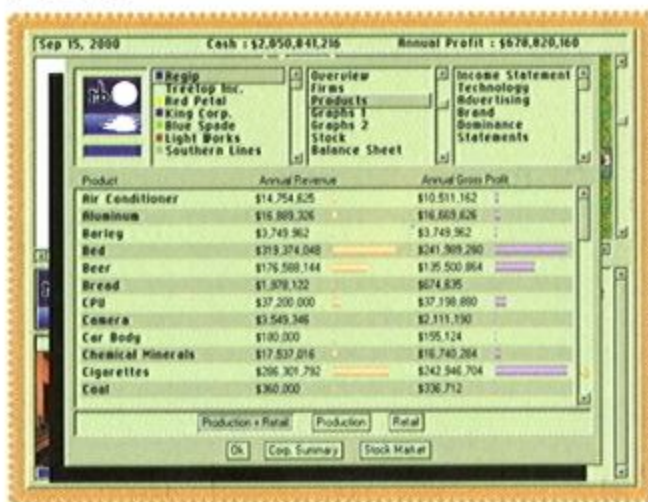 Sep 15, 2000 Cash : $2,050,841,216 Annual Profit : $678,820,160
Regip
Treetop Inc.
Red Petal
King Corp.
Blue Spade
Light Works
Southern Lines
Overview
Firms
Products
Graphs 1
Graphs 2
Stock
Balance Sheet
Income Statement
Technology
Advertising
Brand
Dominance
Statements
Product Annual Revenue Annual Gross Profit
Air Conditioner $14,754,625 $10,511,162
Aluminum $16,889,326 $16,669,626
Barley $3,749,962 $3,749,962
Bed $319,374,048 $241,989,260
Beer $176,588,144 $135,500,864
Bread $1,978,122 $674,635
CPU $37,200,000 $37,198,880
Camera $3,549,346 $2,111,190
Car Body $180,000 $155,124
Chemical Minerals $17,537,016 $16,740,284
Cigarettes $286,301,792 $242,946,704
Coal $360,000 $336,712
Production + Retail Production Retail
Ok Corp. Summary Stock Market